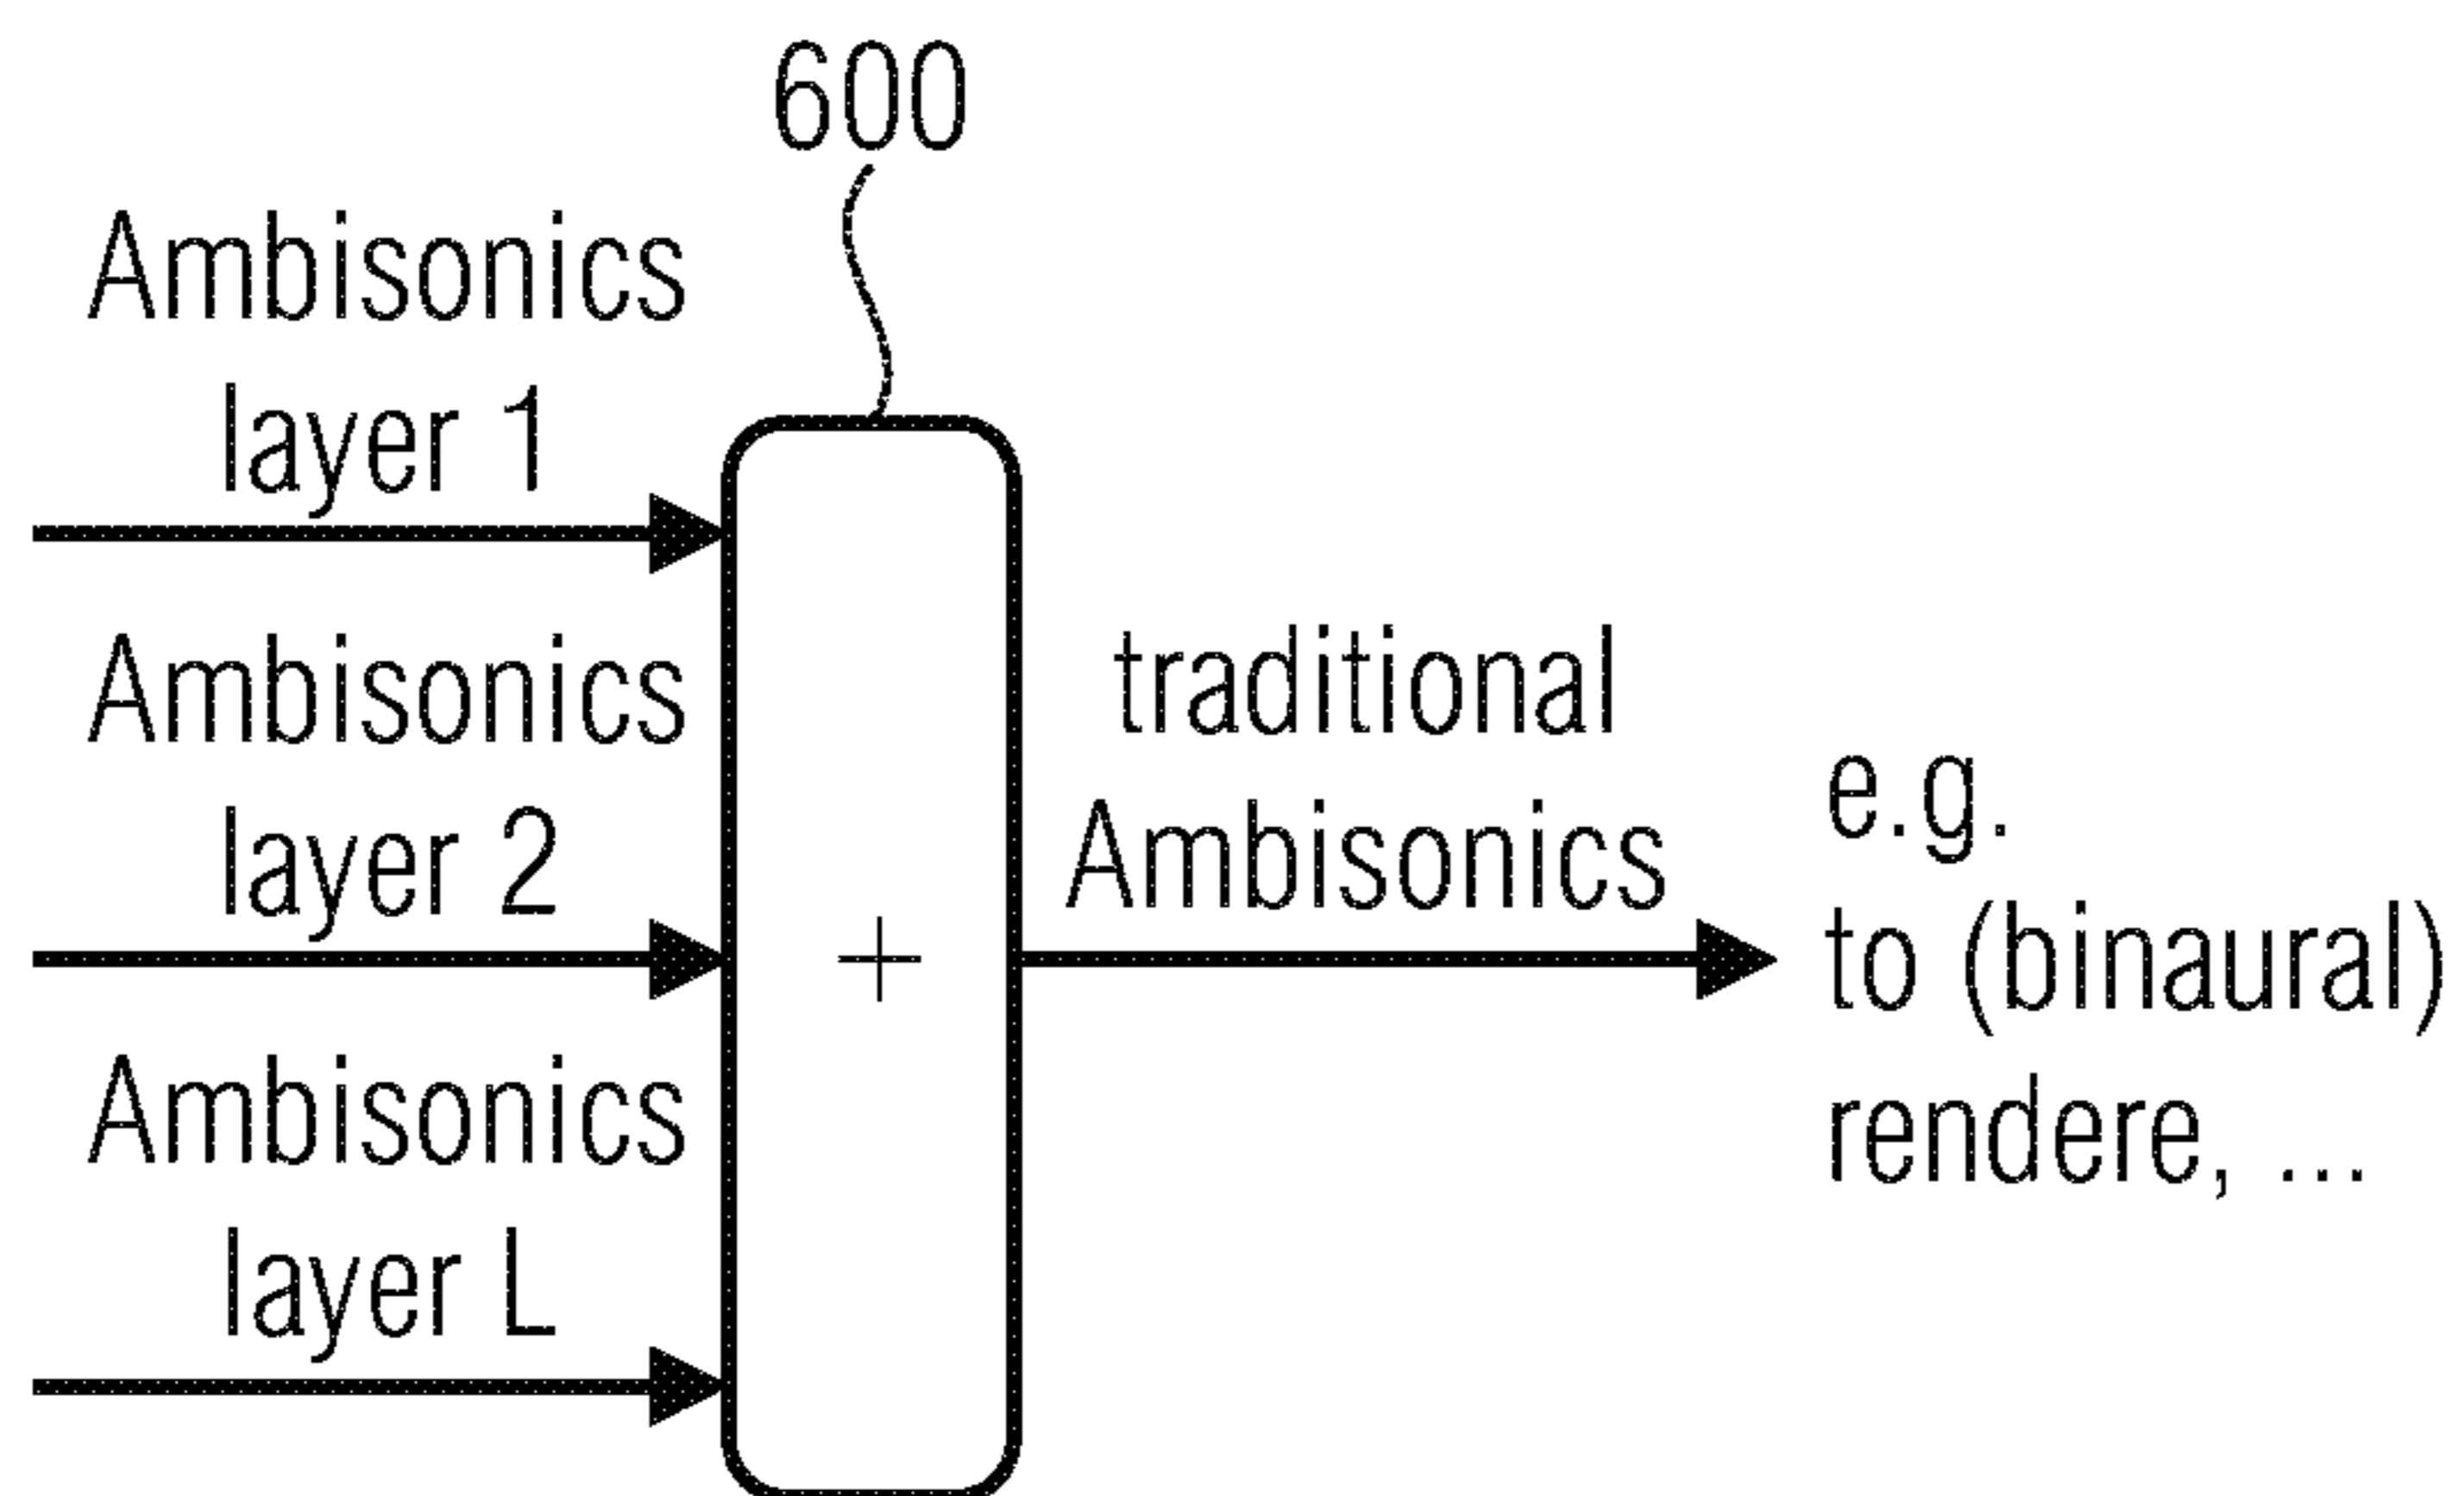 600
Ambisonics
layer 1
Ambisonics
layer 2
Ambisonics
layer L
+
traditional
Ambisonics
e.g.
to (binaural)
rendere, ...